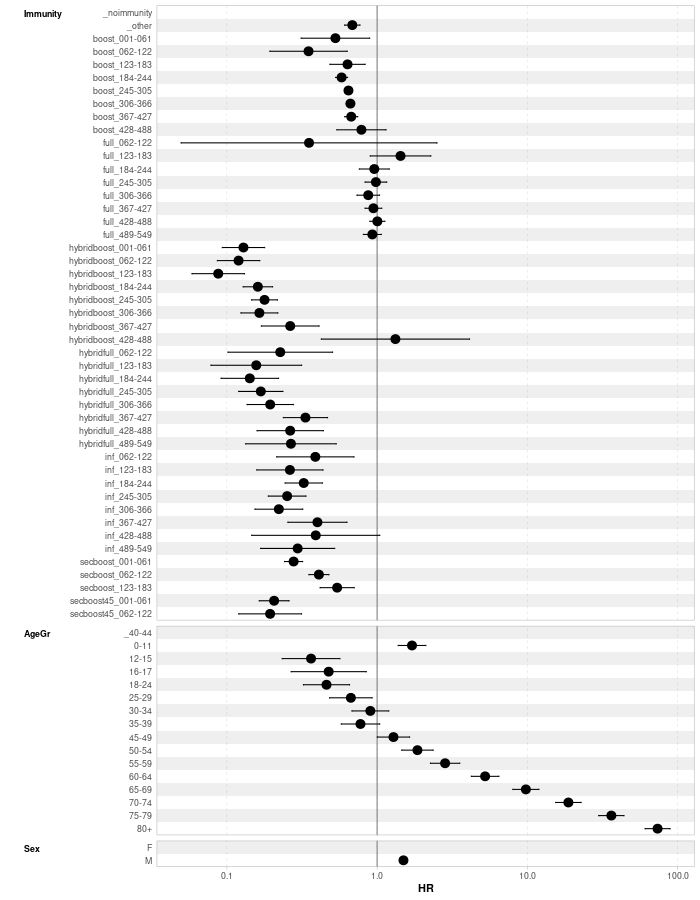 Immunity
_noimmunity
_other
boost_001-061
boost_062-122
boost_123-183
boost_184-244
boost_245-305
boost_306-366
boost_367-427
boost_428-488
full_062-122
full_123-183
full_184-244
full_245-305
full_306-366
full_367-427
full_428-488
full_489-549
hybridboost_001-061
hybridboost_062-122
hybridboost_123-183
hybridboost_184-244
hybridboost_245-305
hybridboost_306-366
hybridboost_367-427
hybridboost_428-488
hybridfull_062-122
hybridfull_123-183
hybridfull_184-244
hybridfull_245-305
hybridfull_306-366
hybridfull_367-427
hybridfull_428-488
hybridfull_489-549
inf_062-122
inf_123-183
inf_184-244
inf_245-305
inf_306-366
inf_367-427
inf_428-488
inf_489-549
secboost_001-061
secboost_062-122
secboost_123-183
secboost45_001-061
secboost45_062-122
AgeGr
_40-44
0-11
12-15
16-17
18-24
25-29
30-34
35-39
45-49
50-54
55-59
60-64
65-69
70-74
75-79
80+
Sex
F
M
0.1 1.0 10.0 100.0
HR